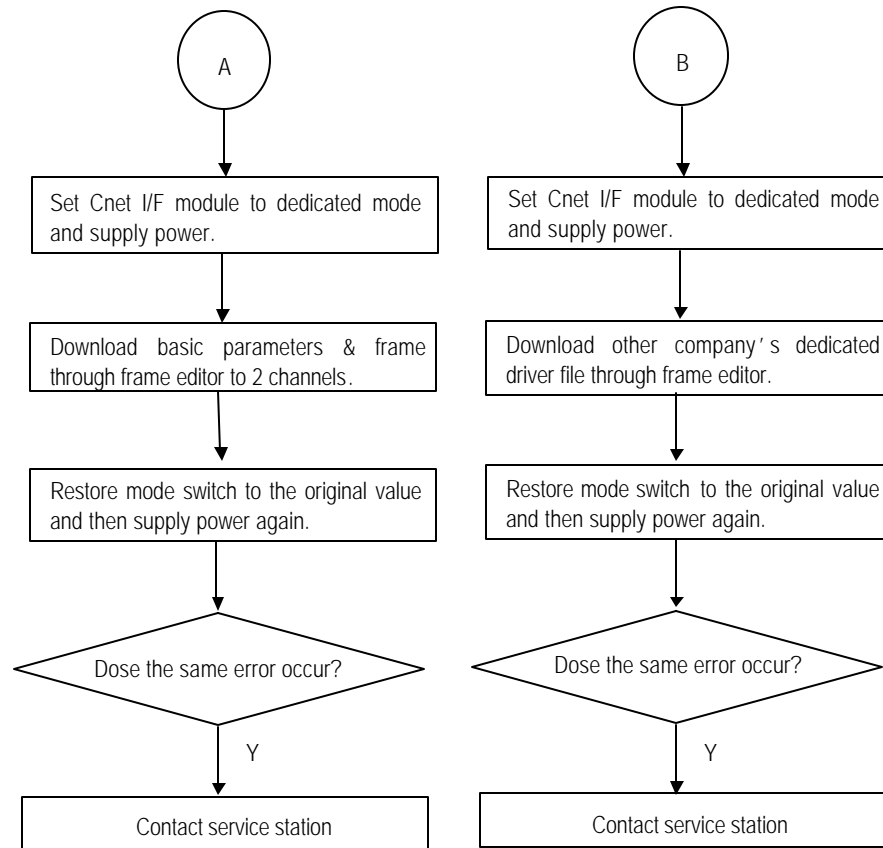 A
Set Cnet I/F module to dedicated mode
and supply power.
Download basic parameters & frame
through frame editor to 2 channels.
Restore mode switch to the original value
and then supply power again.
Dose the same error occur?
Y
Contact service station
B
Set Cnet I/F module to dedicated mode
and supply power.
Download other company's dedicated
driver file through frame editor.
Restore mode switch to the original value
and then supply power again.
Dose the same error occur?
Y
Contact service station